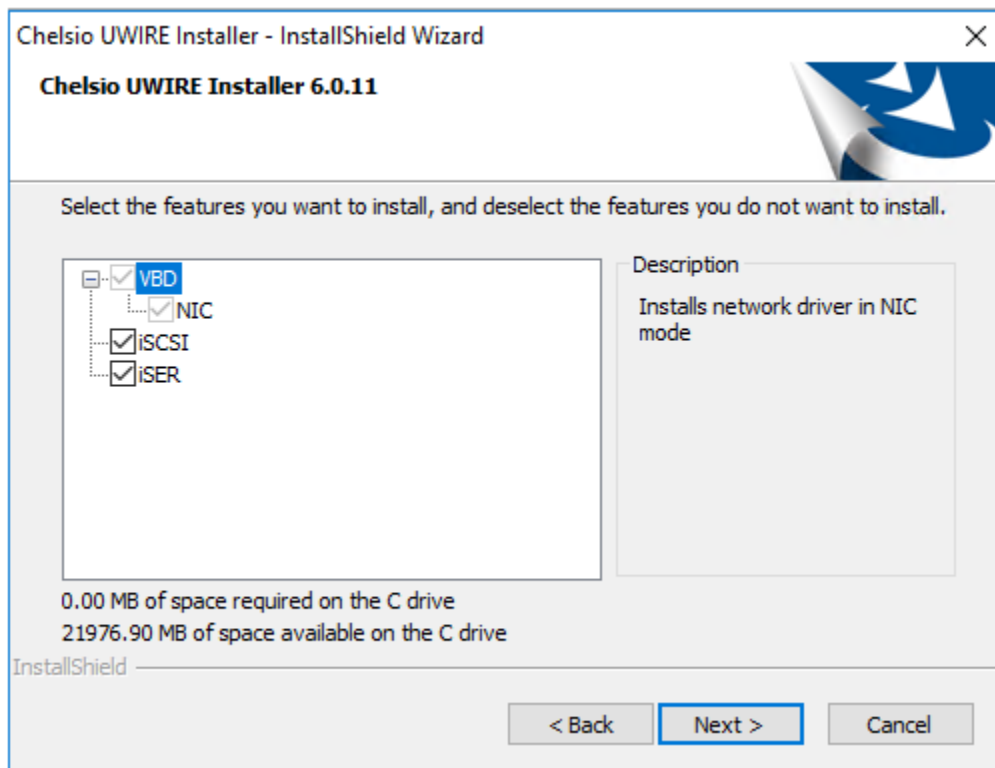 Chelsio UWIRE Installer - InstallShield Wizard
Chelsio UWIRE Installer 6.0.11
Select the features you want to install, and deselect the features you do not want to install.
VBD
NIC
iSCSI
iSER
Description
Installs network driver in NIC
mode
0.00 MB of space required on the C drive
21976.90 MB of space available on the C drive
InstallShield
< Back
Next >
Cancel